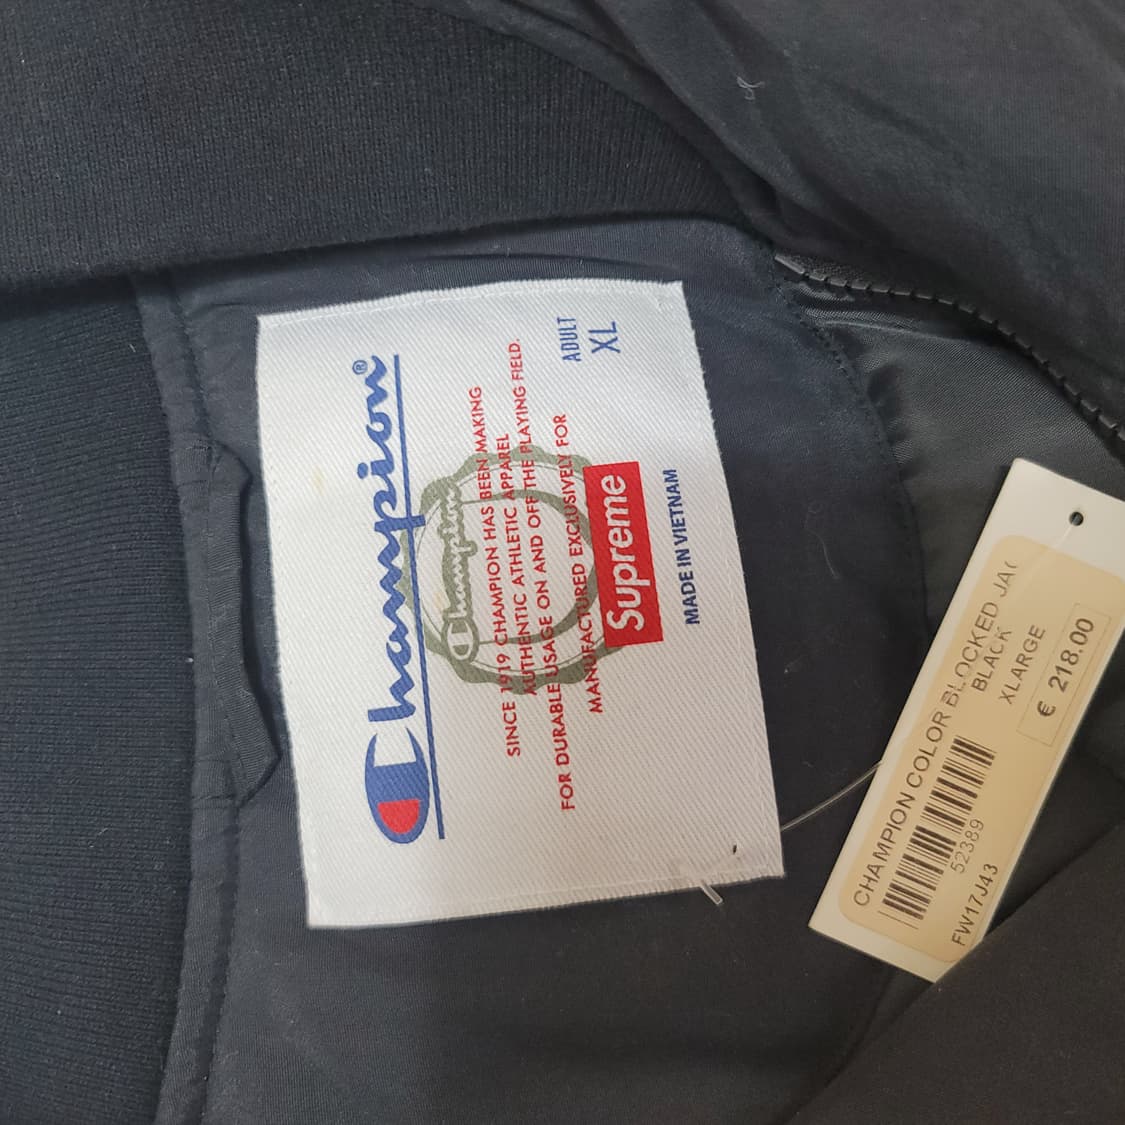 Champion®
SINCE 1919 CHAMPION HAS BEEN MAKING
AUTHENTIC ATHLETIC APPAREL
FOR DURABLE USAGE ON AND OFF THE PLAYING FIELD.
MANUFACTURED EXCLUSIVELY FOR
Supreme
MADE IN VIETNAM
ADULT
XL
Champion
CHAMPION COLOR BLOCKED JA
BLACK
XLARGE
€ 218.00
52389
FW17J43